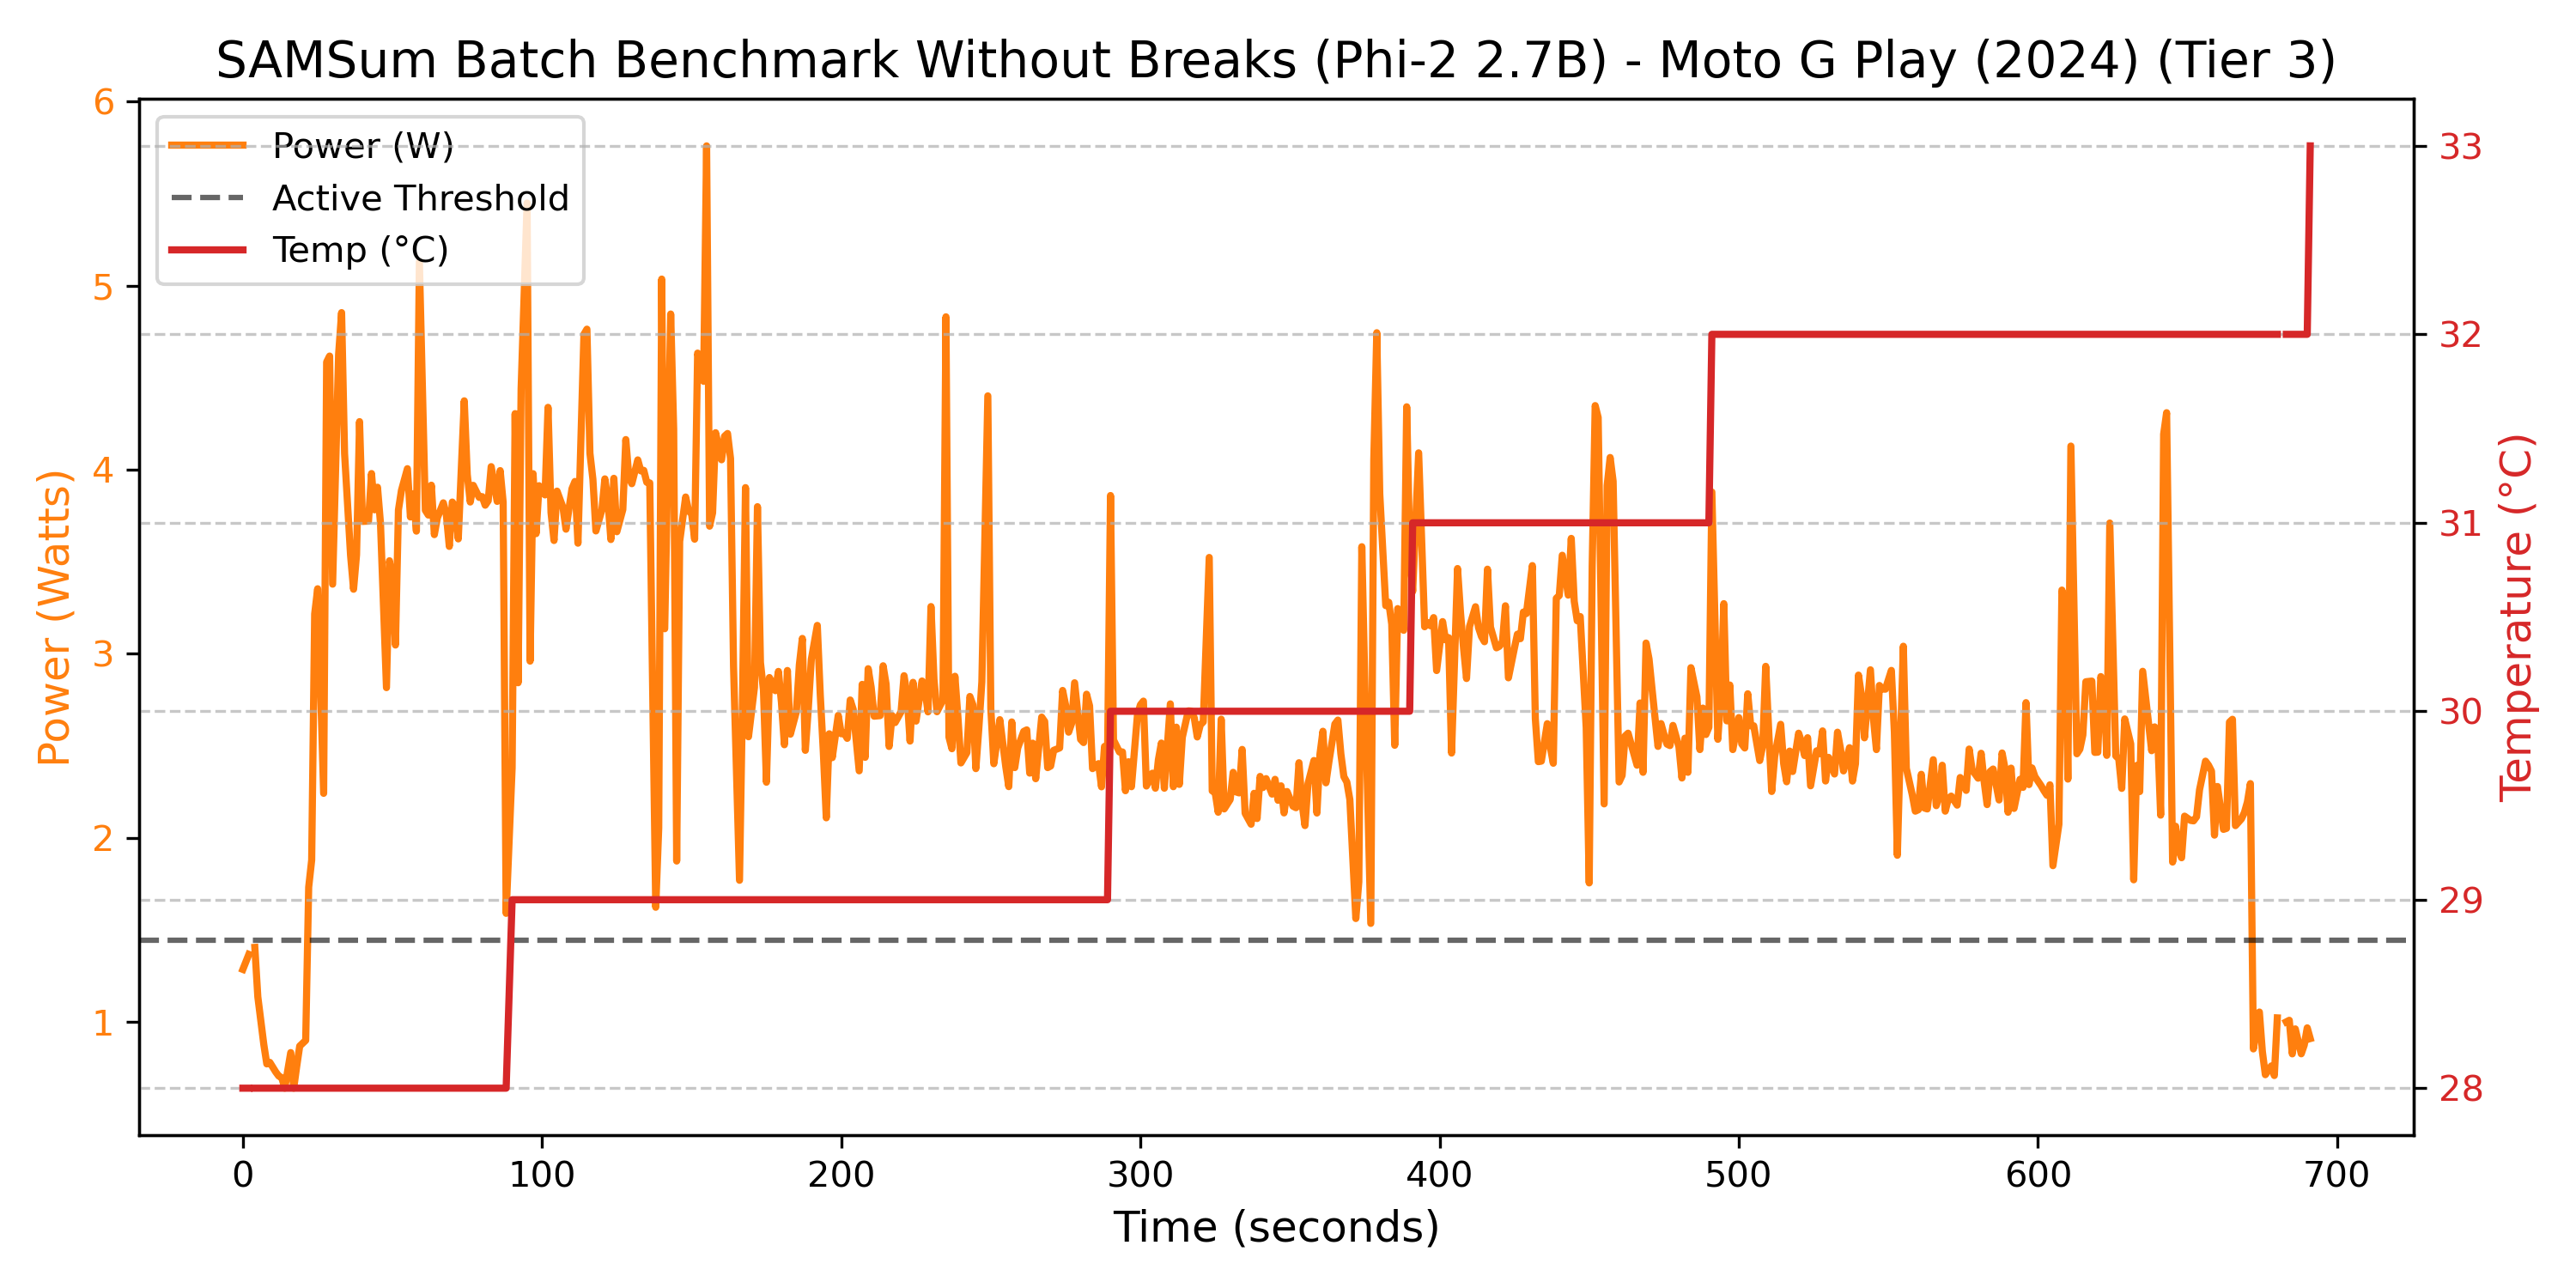 SAMSum Batch Benchmark Without Breaks (Phi-2 2.7B) - Moto G Play (2024) (Tier 3)
Power (W)
Active Threshold
Temp (°C)
Power (Watts)
6
5
4
3
2
1
33
32
31
30
29
28
Temperature (°C)
0 100 200 300 400 500 600 700
Time (seconds)